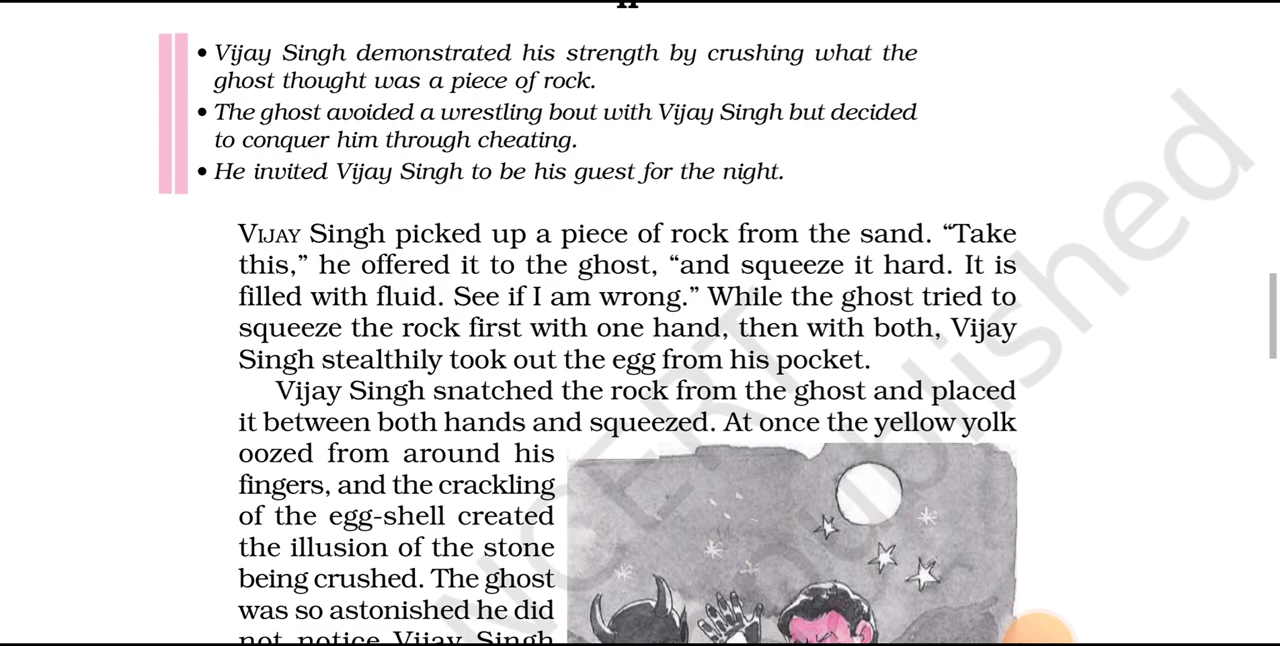 II
• Vijay Singh demonstrated his strength by crushing what the
ghost thought was a piece of rock.
• The ghost avoided a wrestling bout with Vijay Singh but decided
to conquer him through cheating.
• He invited Vijay Singh to be his guest for the night.
VIJAY Singh picked up a piece of rock from the sand. “Take
this,” he offered it to the ghost, “and squeeze it hard. It is
filled with fluid. See if I am wrong.” While the ghost tried to
squeeze the rock first with one hand, then with both, Vijay
Singh stealthily took out the egg from his pocket.
Vijay Singh snatched the rock from the ghost and placed
it between both hands and squeezed. At once the yellow yolk
oozed from around his
fingers, and the crackling
of the egg-shell created
the illusion of the stone
being crushed. The ghost
was so astonished he did
not notice Vijay Singh
NCERT
published